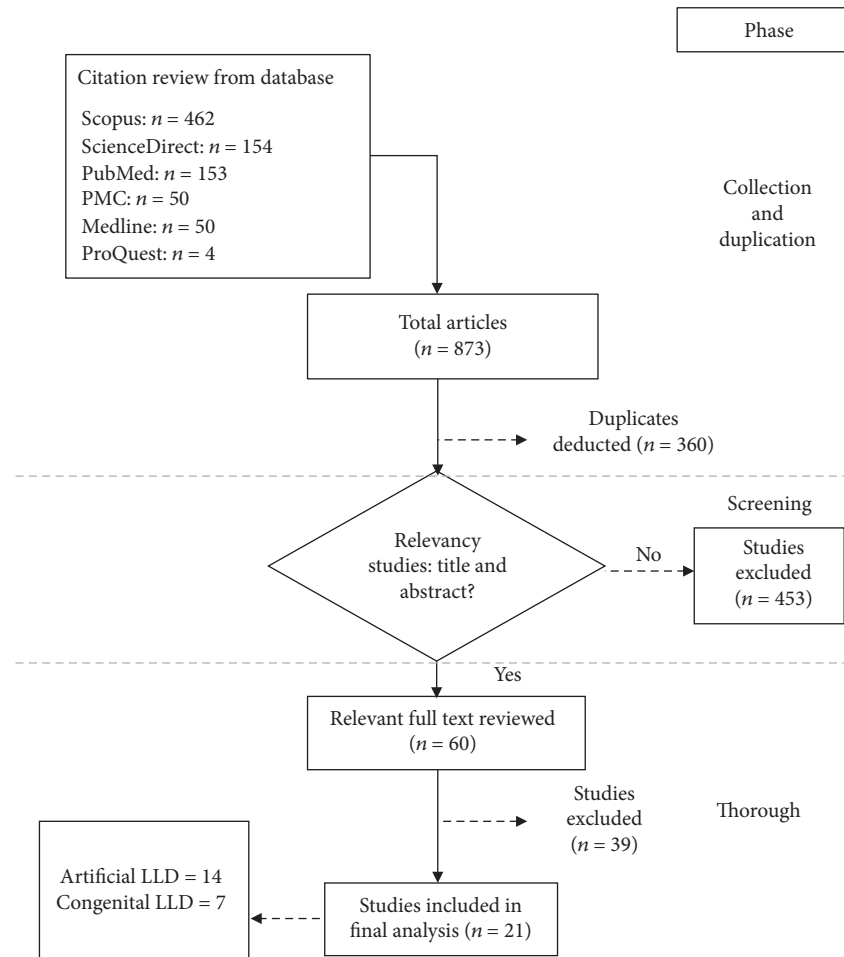 Phase
Citation review from database
Scopus: n = 462
ScienceDirect: n = 154
PubMed: n = 153
PMC: n = 50
Medline: n = 50
ProQuest: n = 4
Collection
and
duplication
Total articles
(n = 873)
Duplicates
deducted (n = 360)
Screening
Relevancy
studies: title and
abstract?
No
Studies
excluded
(n = 453)
Yes
Relevant full text reviewed
(n = 60)
Studies
excluded
(n = 39)
Thorough
Artificial LLD = 14
Congenital LLD = 7
Studies included in
final analysis (n = 21)